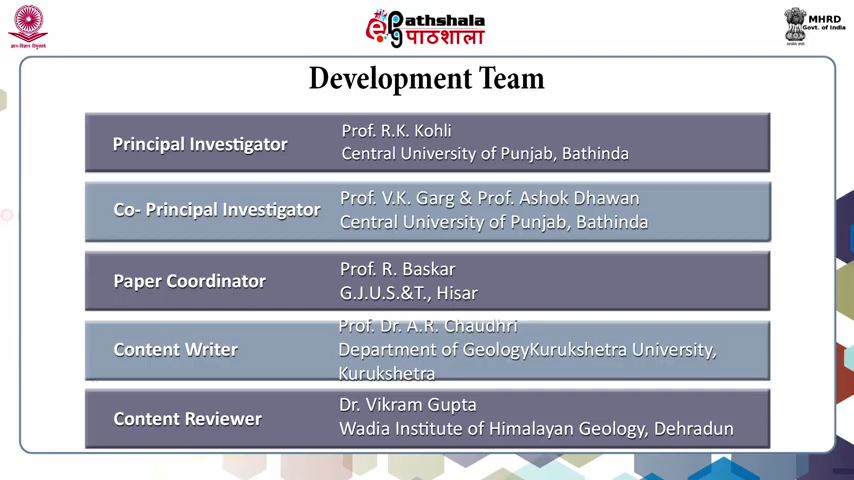 ज्ञान-विज्ञान विमुक्तये
ePathshala
पाठशाला
MHRD
Govt. of India
Development Team
Principal Investigator
Prof. R.K. Kohli
Central University of Punjab, Bathinda
Co- Principal Investigator
Prof. V.K. Garg & Prof. Ashok Dhawan
Central University of Punjab, Bathinda
Paper Coordinator
Prof. R. Baskar
G.J.U.S.&T., Hisar
Content Writer
Prof. Dr. A.R. Chaudhri
Department of GeologyKurukshetra University,
Kurukshetra
Content Reviewer
Dr. Vikram Gupta
Wadia Institute of Himalayan Geology, Dehradun